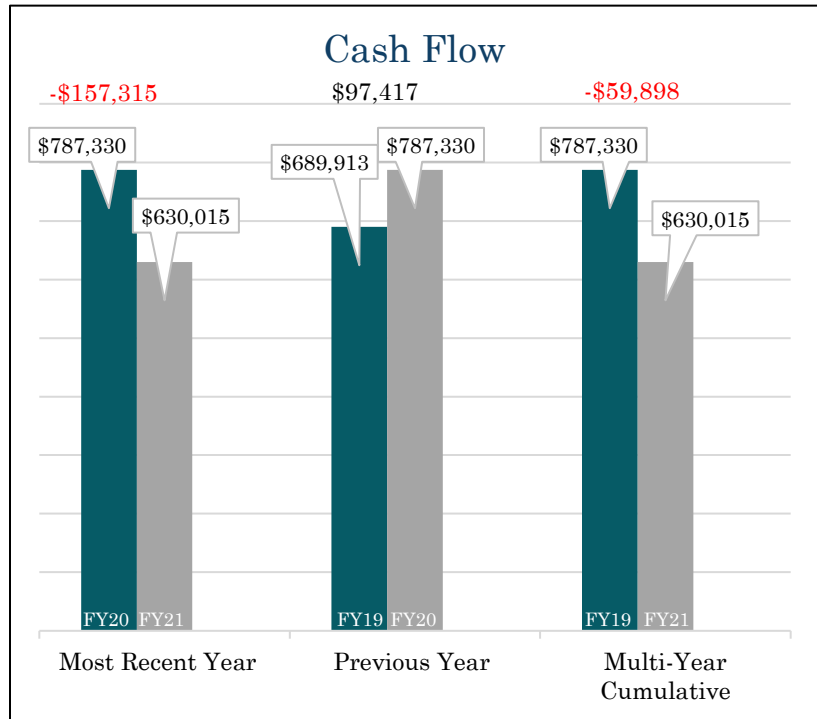 Cash Flow
-$157,315 $97,417 -$59,898
$787,330 $630,015 $689,913 $787,330 $787,330 $630,015
FY20 FY21 FY19 FY20 FY19 FY21
Most Recent Year Previous Year Multi-Year
Cumulative